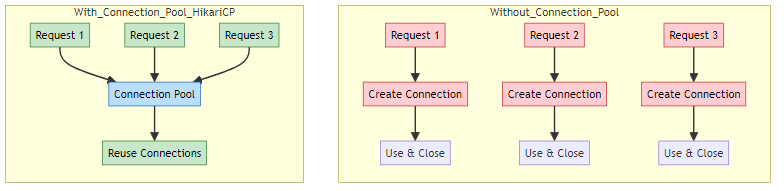 With_Connection_Pool_HikariCP
Request 1
Request 2
Request 3
Connection Pool
Reuse Connections
Without_Connection_Pool
Request 1
Request 2
Request 3
Create Connection
Create Connection
Create Connection
Use & Close
Use & Close
Use & Close